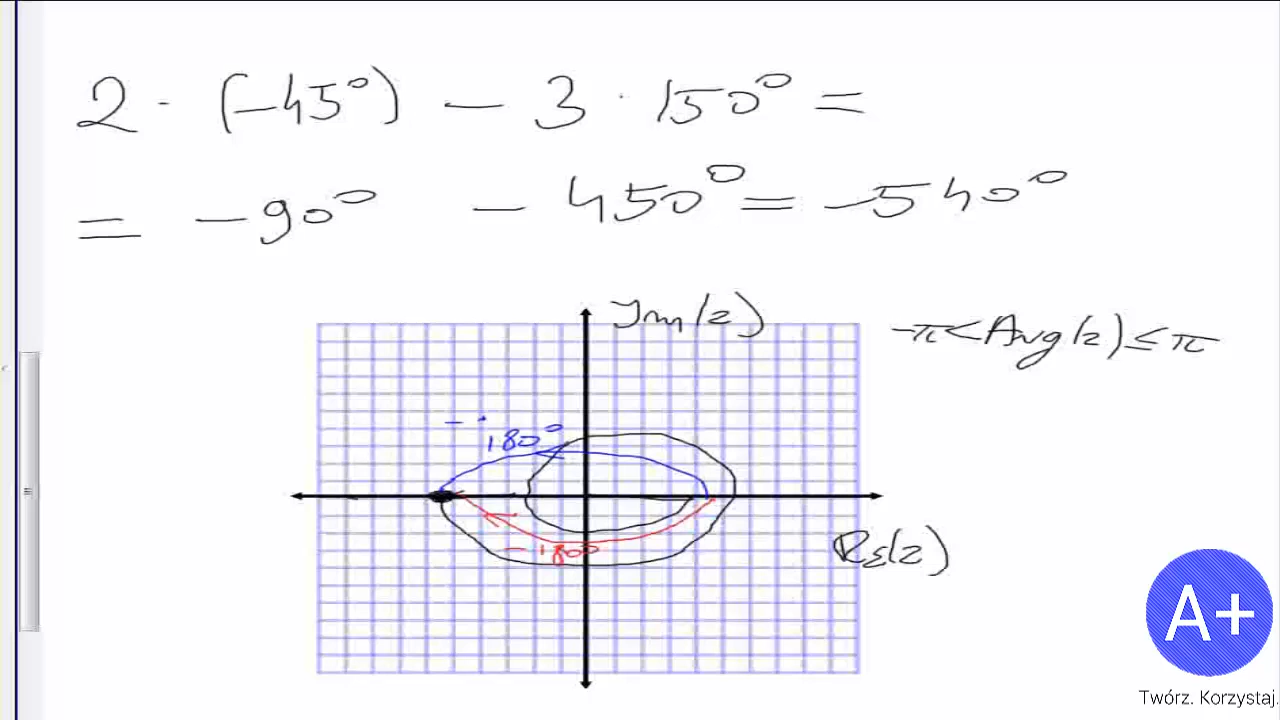 2 · (-45°) - 3 · 150° =
= -90° - 450° = -540°
Im(z)
-π < Arg(z) ≤ π
180°
-180°
Re(z)
A+
Twórz. Korzystaj.